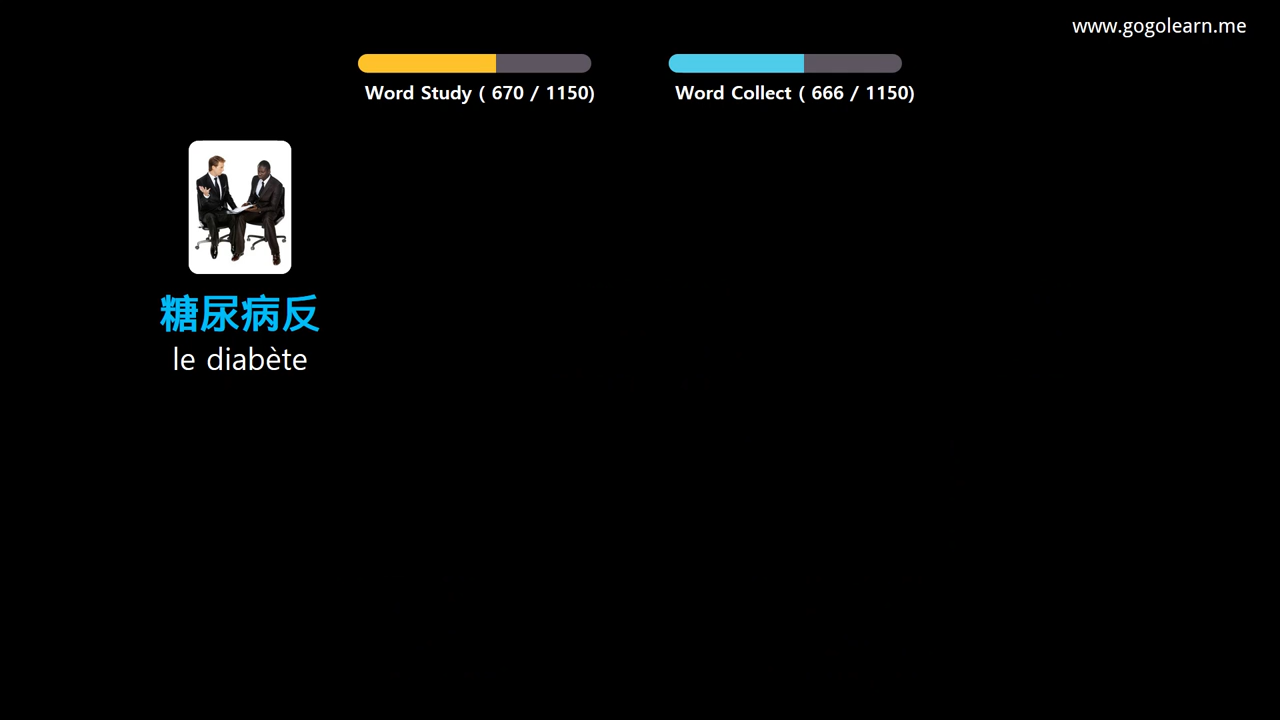 www.gogolearn.me
Word Study ( 670 / 1150)
Word Collect ( 666 / 1150)
糖尿病反
le diabète